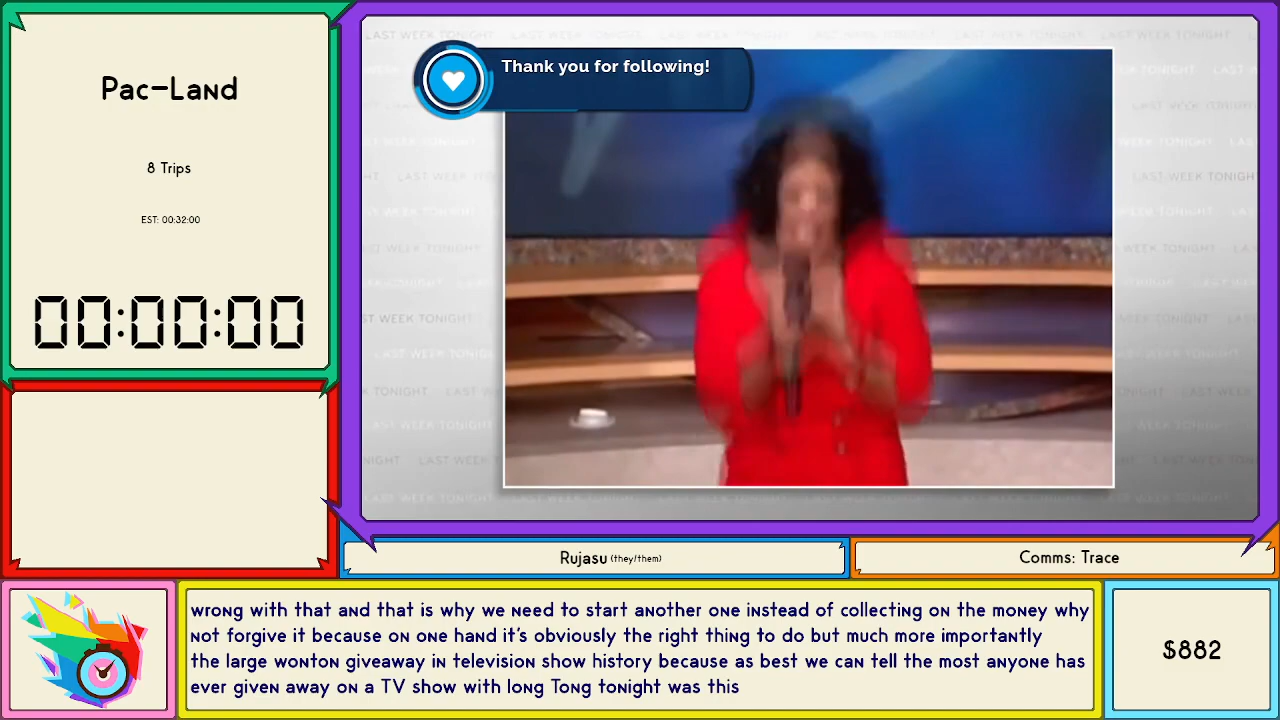 Pac-Land
8 Trips
EST: 00:32:00
00:00:00
Thank you for following!
LAST WEEK TONIGHT
Rujasu (they/them)
Comms: Trace
wrong with that and that is why we need to start another one instead of collecting on the money why
not forgive it because on one hand it's obviously the right thing to do but much more importantly
the large wonton giveaway in television show history because as best we can tell the most anyone has
ever given away on a TV show with long Tong tonight was this
$882